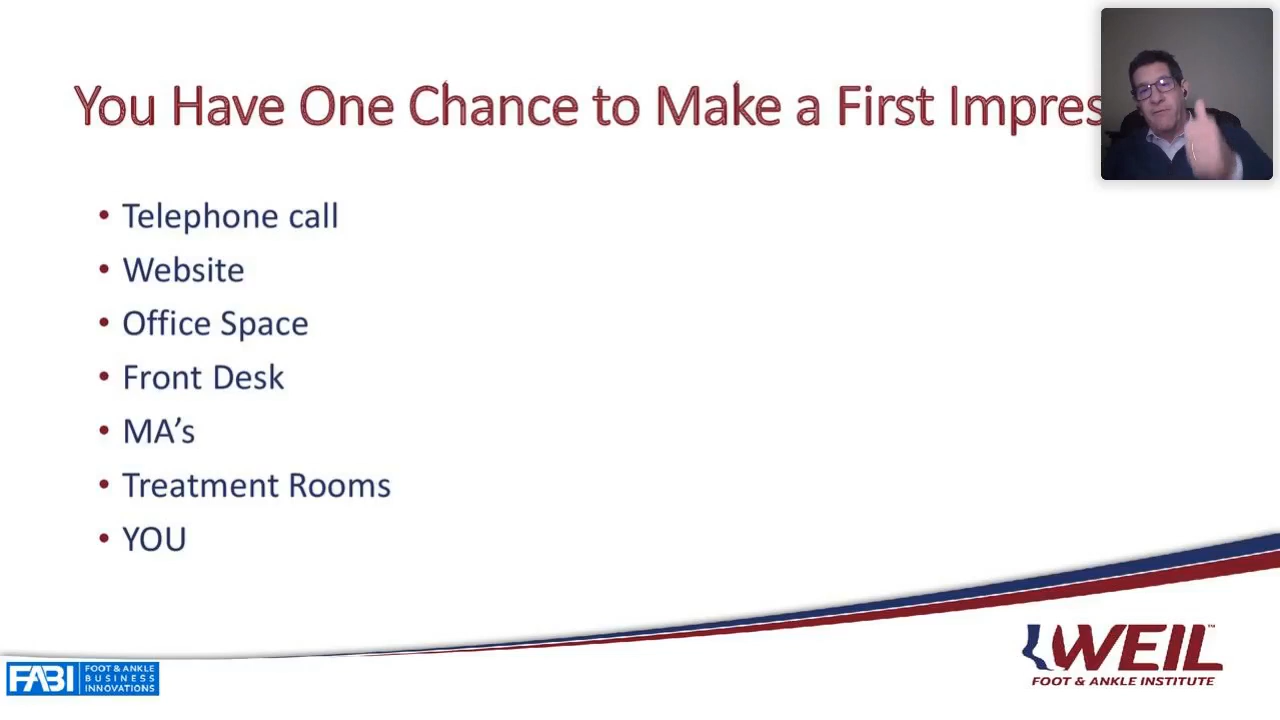 You Have One Chance to Make a First Impres
• Telephone call
• Website
• Office Space
• Front Desk
• MA’s
• Treatment Rooms
• YOU
WEIL™
FOOT & ANKLE INSTITUTE
FABI
FOOT & ANKLE
BUSINESS
INNOVATIONS